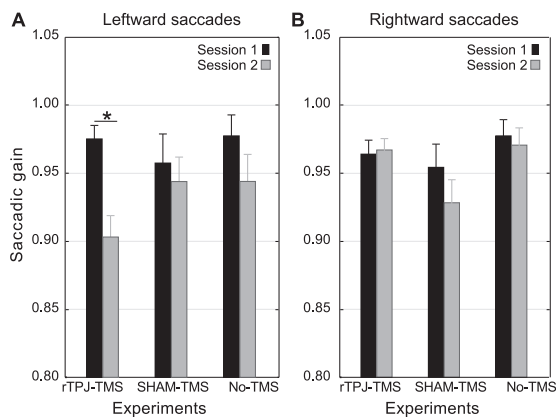 A Leftward saccades
Session 1
Session 2
1.05
1.00
0.95
0.90
0.85
0.80
Saccadic gain
*
rTPJ-TMS SHAM-TMS No-TMS
Experiments
B Rightward saccades
Session 1
Session 2
1.05
1.00
0.95
0.90
0.85
0.80
rTPJ-TMS SHAM-TMS No-TMS
Experiments